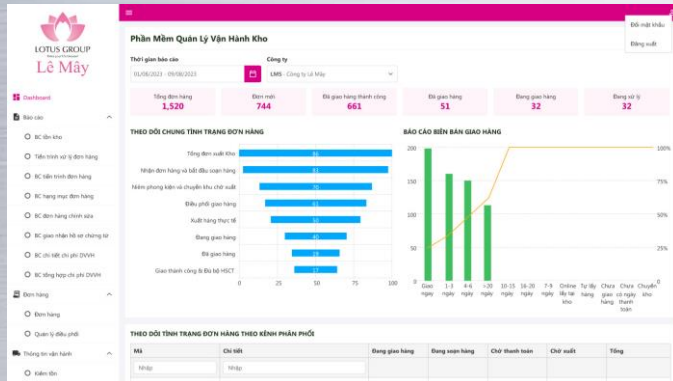 LOTUS GROUP
Lê Mây
Dashboard
Báo cáo
BC tồn kho
Tiến trình xử lý đơn hàng
BC tiến trình đơn hàng
BC hạng mục đơn hàng
BC đơn hàng chỉnh sửa
BC giao nhận hồ sơ chứng từ
BC chi tiết chi phí DVVH
BC tổng hợp chi phí DVVH
Đơn hàng
Đơn hàng
Quản lý điều phối
Thông tin vận hành
Kiểm tồn
Đổi mật khẩu
Đăng xuất
Phần Mềm Quản Lý Vận Hành Kho
Thời gian báo cáo
Công ty
01/08/2023 - 09/08/2023
LMS - Công ty Lê Mây
Tổng đơn hàng
1,520
Đơn mới
744
Đã giao hàng thành công
661
Đã giao hàng
51
Đang giao hàng
32
Đang xử lý
32
THEO DÕI CHUNG TÌNH TRẠNG ĐƠN HÀNG
Tổng đơn xuất kho 96
Nhận đơn hàng và bắt đầu soạn hàng 81
Niêm phong kiện và chuyển khu chờ xuất 70
Điều phối giao hàng 61
Xuất hàng thực tế 50
Đang giao hàng 40
Đã giao hàng
Giao thành công & Đủ bộ HSCT 17
0 25 50 75 100
BÁO CÁO BIÊN BẢN GIAO HÀNG
200
150
100
50
0
100%
75%
50%
25%
Giao ngay
1-3 ngày
4-6 ngày
>20 ngày
10-15 ngày
16-20 ngày
7-9 ngày
Online lấy tại kho
Tự lấy hàng
Chưa giao hàng
Chưa có ngày thanh toán
Chuyển kho
THEO DÕI TÌNH TRẠNG ĐƠN HÀNG THEO KÊNH PHÂN PHỐI
Mã Chi tiết Đang giao hàng Đang soạn hàng Chờ thanh toán Chờ xuất Tổng
Nhập Nhập